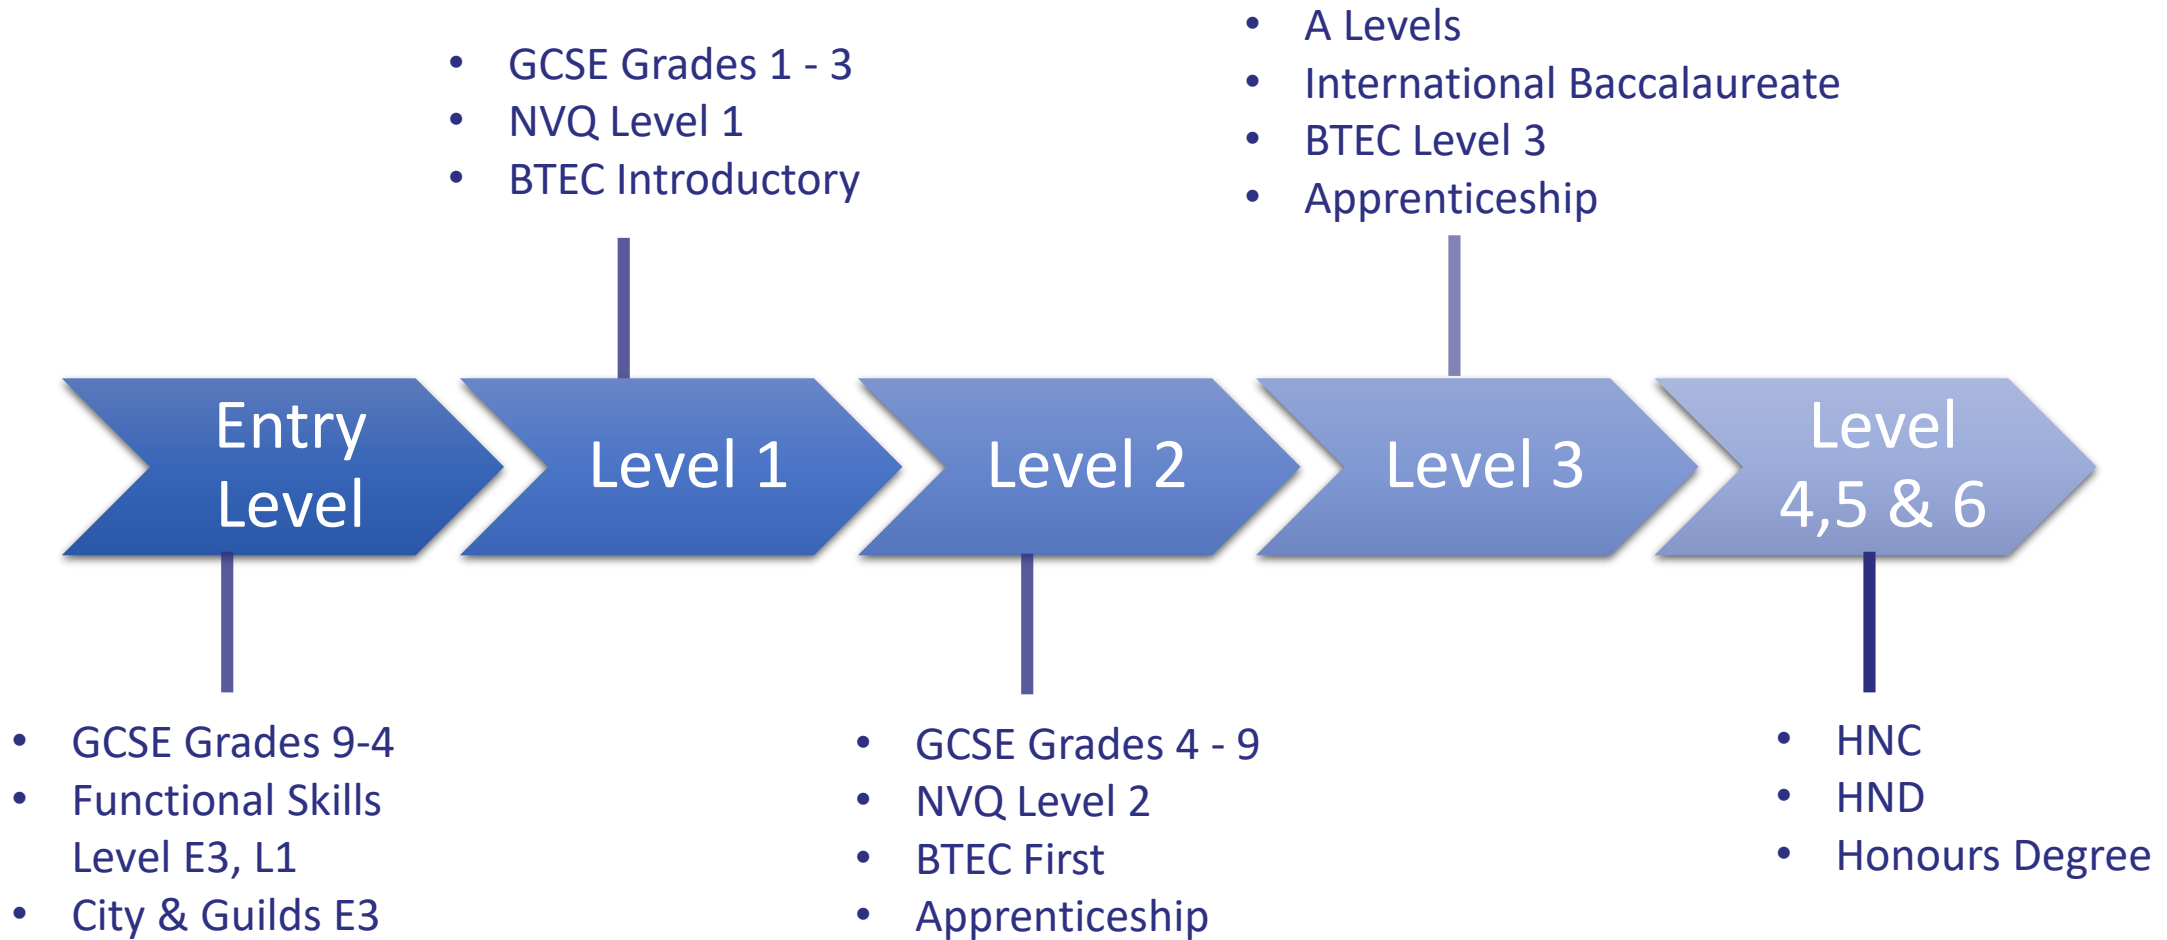 • GCSE Grades 1 - 3
• NVQ Level 1
• BTEC Introductory
• A Levels
• International Baccalaureate
• BTEC Level 3
• Apprenticeship
Entry
Level
Level 1
Level 2
Level 3
Level
4,5 & 6
• GCSE Grades 9-4
• Functional Skills
Level E3, L1
• City & Guilds E3
• GCSE Grades 4 - 9
• NVQ Level 2
• BTEC First
• Apprenticeship
• HNC
• HND
• Honours Degree